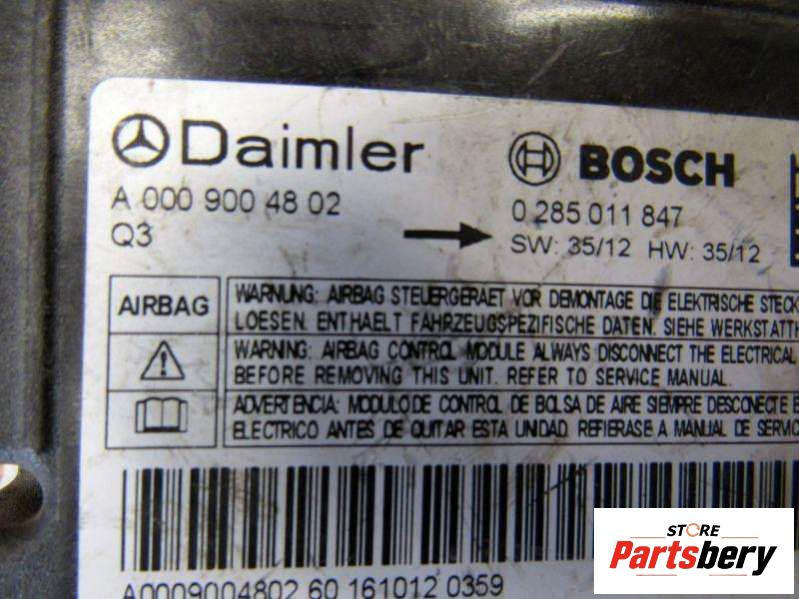 Daimler
BOSCH
A 000 900 48 02
0 285 011 847
Q3
SW: 35/12 HW: 35/12
AIRBAG
WARNUNG: AIRBAG STEUERGERAET VOR DEMONTAGE DIE ELEKTRISCHE STECK
LOESEN. ENTHAELT FAHRZEUGSPEZIFISCHE DATEN. SIEHE WERKSTATTH
WARNING: AIRBAG CONTROL MODULE ALWAYS DISCONNECT THE ELECTRICAL
BEFORE REMOVING THIS UNIT. REFER TO SERVICE MANUAL.
ADVERTENCIA: MODULO DE CONTROL DE BOLSA DE AIRE SIEMPRE DESCONECTE E
ELECTRICO ANTES DE QUITAR ESTA UNIDAD. REFIERASE A MANUAL DE SERVIC
A0009004802 60 161012 0359
STORE
Partsbery